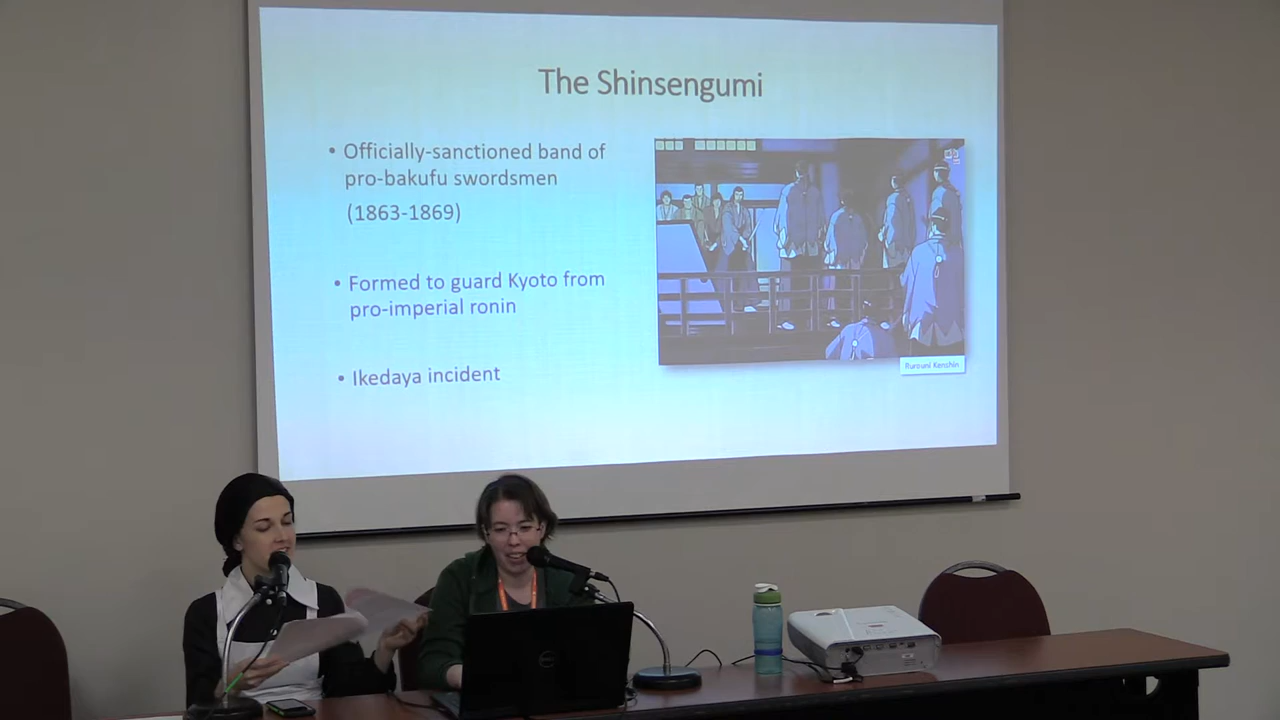 The Shinsengumi
• Officially-sanctioned band of
pro-bakufu swordsmen
(1863-1869)
• Formed to guard Kyoto from
pro-imperial ronin
• Ikedaya incident
Rurouni Kenshin
DELL